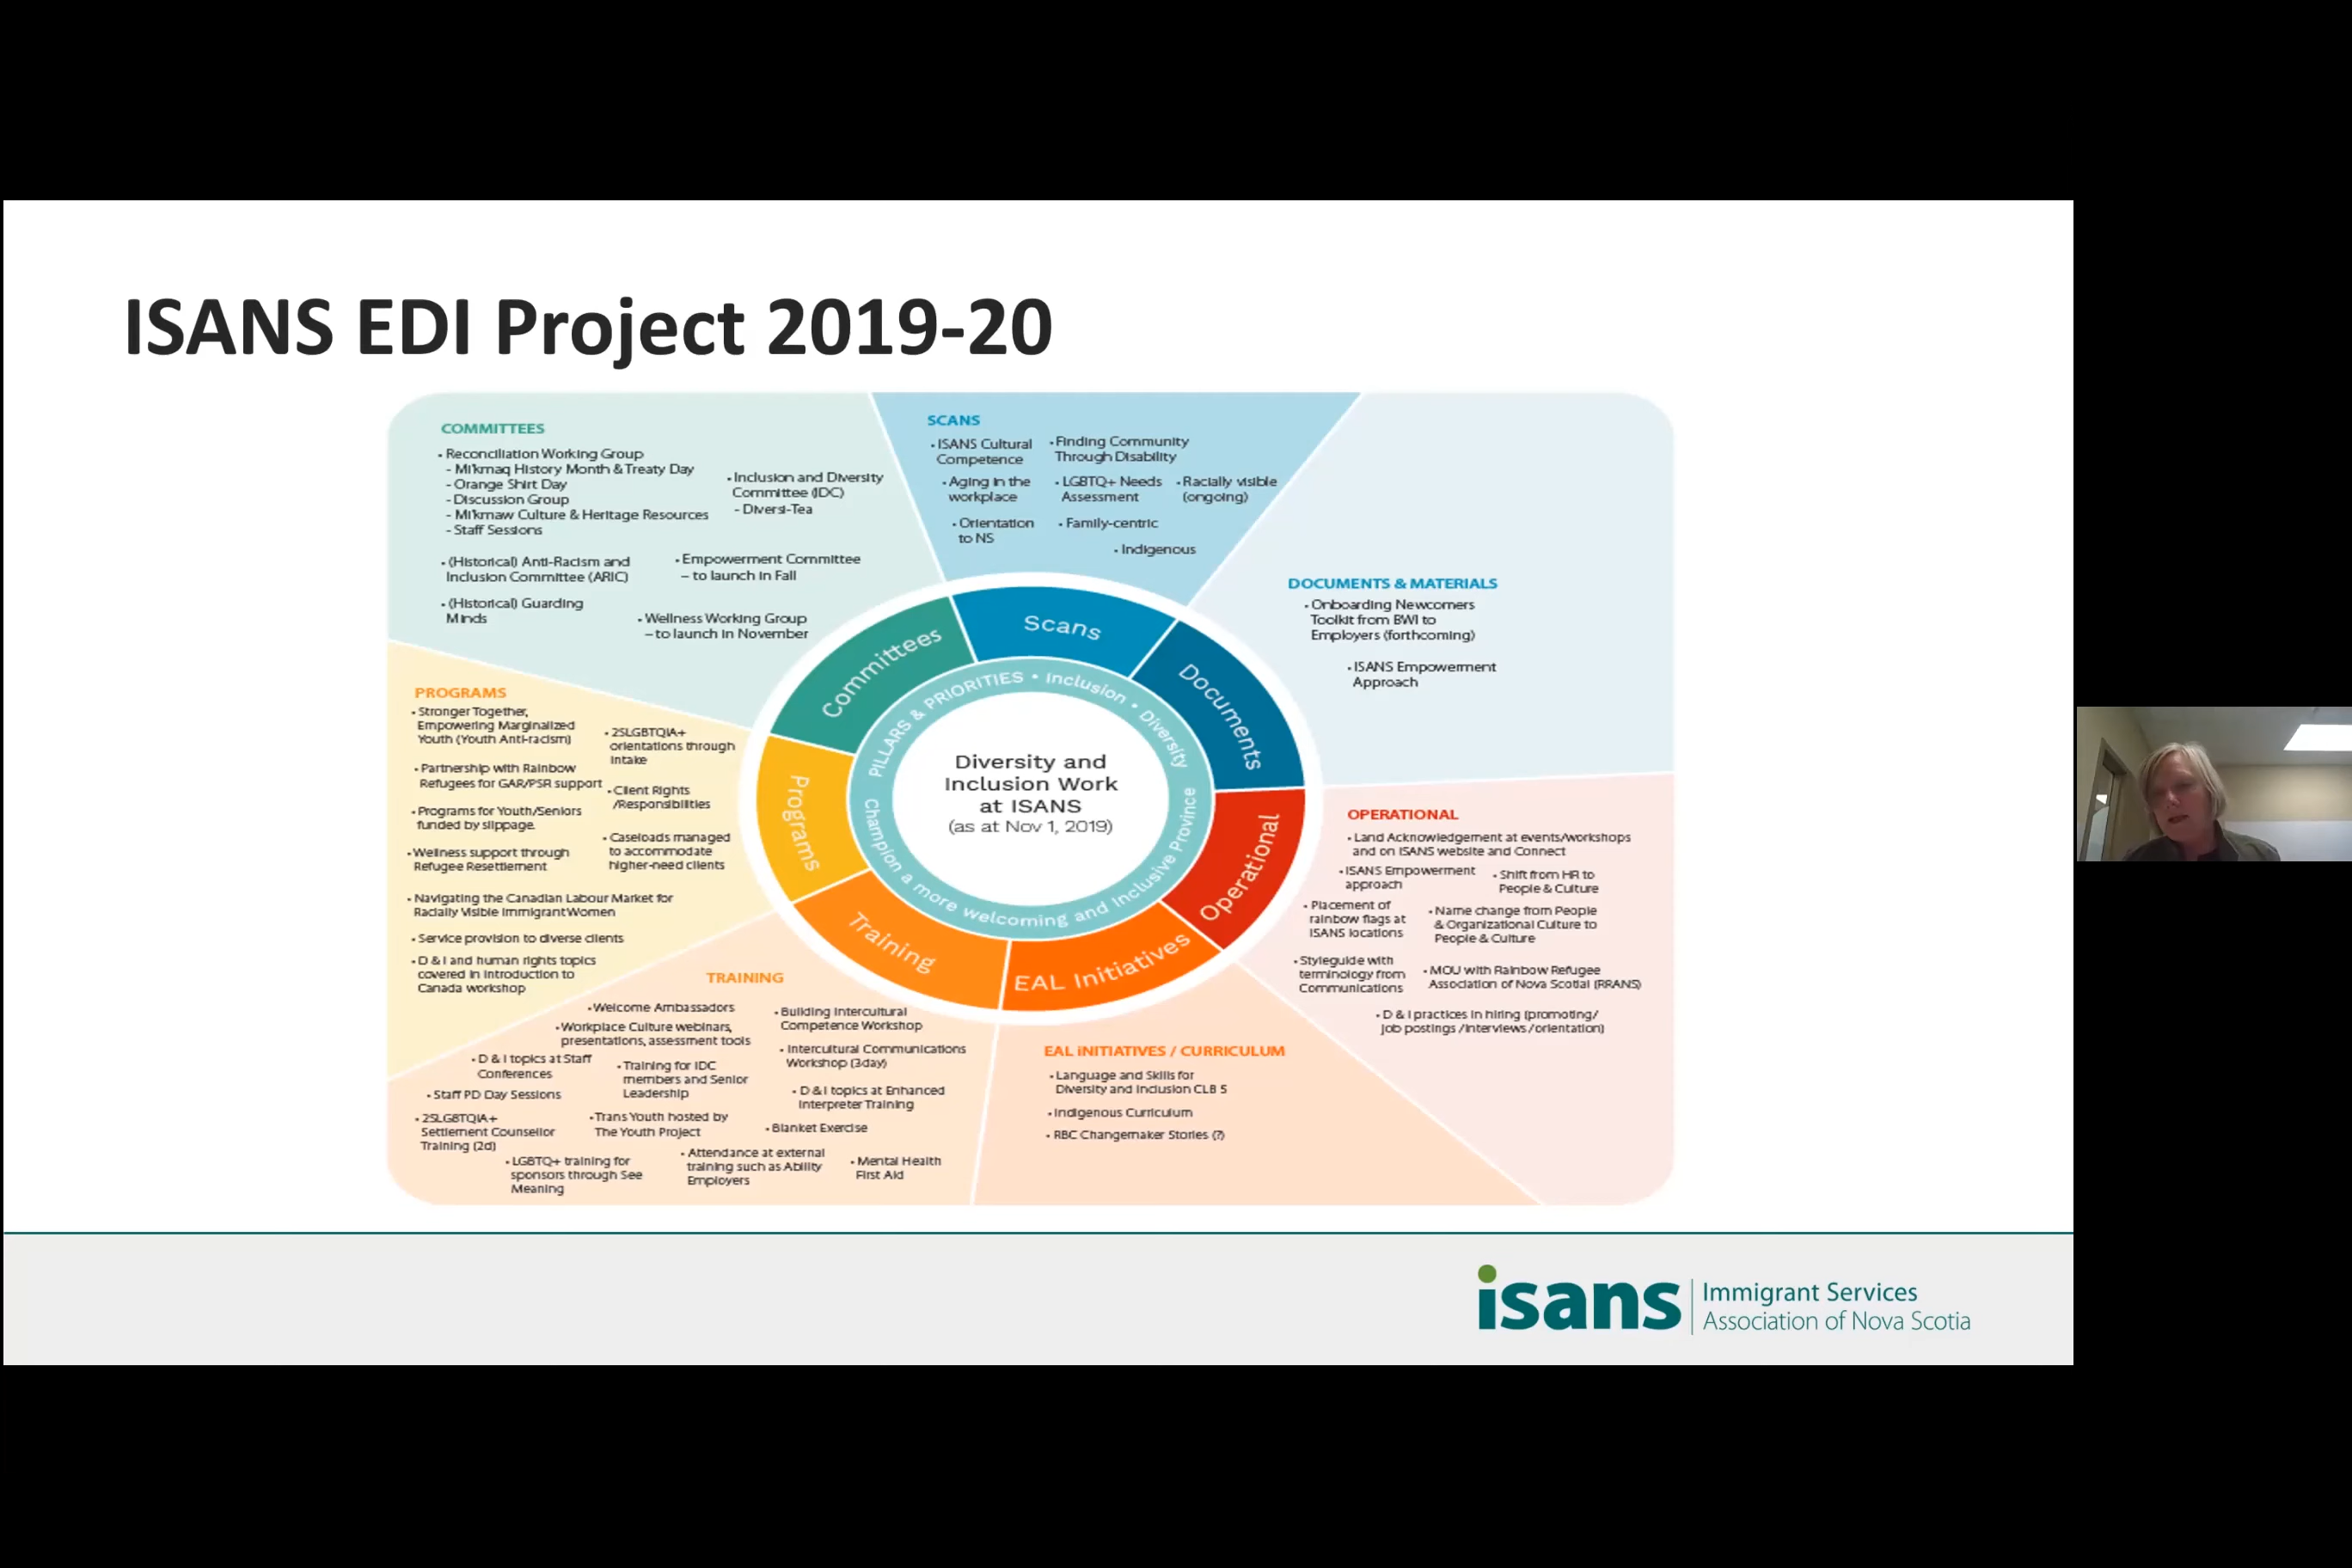 ISANS EDI Project 2019-20
COMMITTEES
• Reconciliation Working Group
- Mi'kmaq History Month & Treaty Day
- Orange Shirt Day
- Discussion Group
- Mi'kmaw Culture & Heritage Resources
- Staff Sessions
• (Historical) Anti-Racism and
Inclusion Committee (ARIC)
• (Historical) Guarding
Minds
• Inclusion and Diversity
Committee (IDC)
- Diversi-Tea
• Empowerment Committee
– to launch in Fall
• Wellness Working Group
– to launch in November
SCANS
• ISANS Cultural
Competence
• Aging in the
workplace
• Orientation
to NS
• Finding Community
Through Disability
• LGBTQ+ Needs
Assessment
• Racially visible
(ongoing)
• Family-centric
• Indigenous
DOCUMENTS & MATERIALS
• Onboarding Newcomers
Toolkit from BWI to
Employers (forthcoming)
• ISANS Empowerment
Approach
OPERATIONAL
• Land Acknowledgement at events/workshops
and on ISANS website and Connect
• ISANS Empowerment
approach
• Shift from HR to
People & Culture
• Placement of
rainbow flags at
ISANS locations
• Name change from People
& Organizational Culture to
People & Culture
• Styleguide with
terminology from
Communications
• MOU with Rainbow Refugee
Association of Nova Scotial (RRANS)
• D & I practices in hiring (promoting/
job postings /interviews /orientation)
EAL INITIATIVES / CURRICULUM
• Language and Skills for
Diversity and Inclusion CLB 5
• Indigenous Curriculum
• RBC Changemaker Stories (?)
TRAINING
• Welcome Ambassadors
• Workplace Culture webinars,
presentations, assessment tools
• D & I topics at Staff
Conferences
• Training for IDC
members and Senior
Leadership
• Staff PD Day Sessions
• 2SLGBTQIA+
Settlement Counsellor
Training (2d)
• Trans Youth hosted by
The Youth Project
• LGBTQ+ training for
sponsors through See
Meaning
• Building Intercultural
Competence Workshop
• Intercultural Communications
Workshop (3day)
• D & I topics at Enhanced
Interpreter Training
• Blanket Exercise
• Attendance at external
training such as Ability
Employers
• Mental Health
First Aid
PROGRAMS
• Stronger Together,
Empowering Marginalized
Youth (Youth Anti-racism)
• Partnership with Rainbow
Refugees for GAR/PSR support
• Programs for Youth/Seniors
funded by slippage.
• Wellness support through
Refugee Resettlement
• 2SLGBTQIA+
orientations through
Intake
• Client Rights
/Responsibilities
• Caseloads managed
to accommodate
higher-need clients
• Navigating the Canadian Labour Market for
Racially Visible Immigrant Women
• Service provision to diverse clients
• D & I and human rights topics
covered in Introduction to
Canada workshop
Committees
Scans
Documents
Operational
EAL Initiatives
Training
Programs
PILLARS & PRIORITIES • Inclusion • Diversity
Champion a more welcoming and Inclusive Province
Diversity and
Inclusion Work
at ISANS
(as at Nov 1, 2019)
isans
Immigrant Services
Association of Nova Scotia